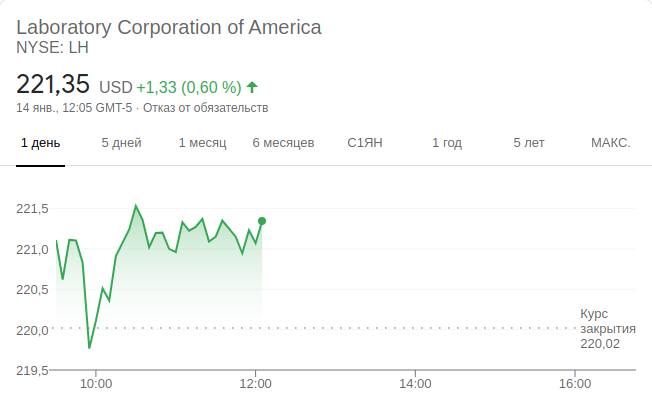 Laboratory Corporation of America
NYSE: LH
221,35 USD +1,33 (0,60 %)
14 янв., 12:05 GMT-5 · Отказ от обязательств
1 день 5 дней 1 месяц 6 месяцев С1ЯН 1 год 5 лет МАКС.
221,5
221,0
220,5
220,0
219,5
Курс
закрытия
220,02
10:00 12:00 14:00 16:00